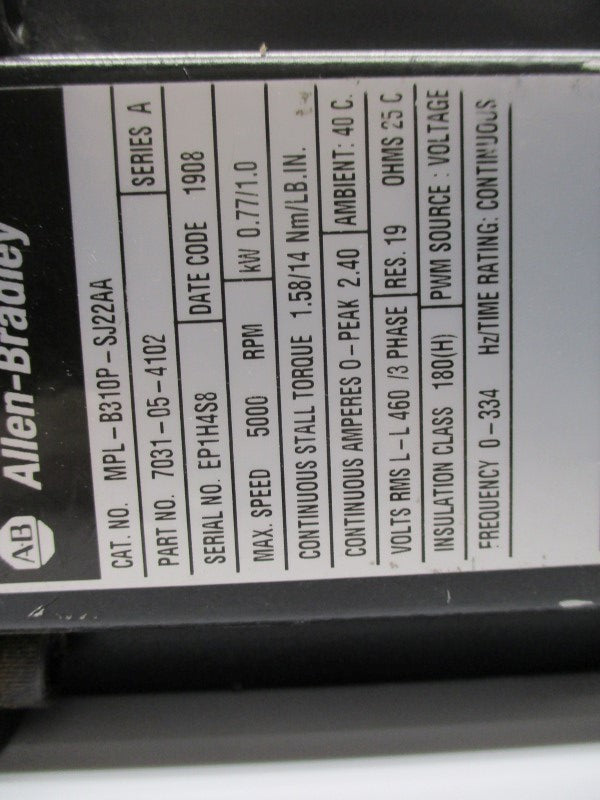 A·B Allen-Bradley
CAT. NO. MPL-B310P-SJ22AA SERIES A
PART NO. 7031-05-4102
SERIAL NO. EP1H4S8 DATE CODE 1908
MAX. SPEED 5000 RPM kW 0.77/1.0
CONTINUOUS STALL TORQUE 1.58/14 Nm/LB.IN.
CONTINUOUS AMPERES 0-PEAK 2.40 AMBIENT: 40 C.
VOLTS RMS L-L 460 /3 PHASE RES. 19 OHMS 25 C
INSULATION CLASS 180(H) PWM SOURCE : VOLTAGE
FREQUENCY 0-334 Hz/TIME RATING: CONTINUOUS